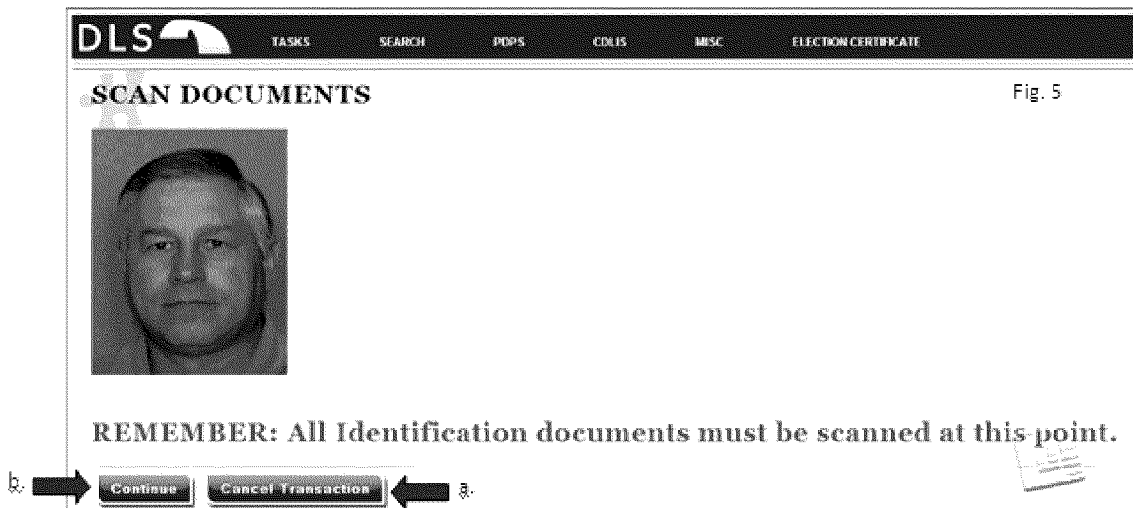 DLS TASKS SEARCH PDPS CDLIS MISC ELECTION CERTIFICATE
SCAN DOCUMENTS Fig. 5
REMEMBER: All Identification documents must be scanned at this point.
b. Continue Cancel Transaction a.